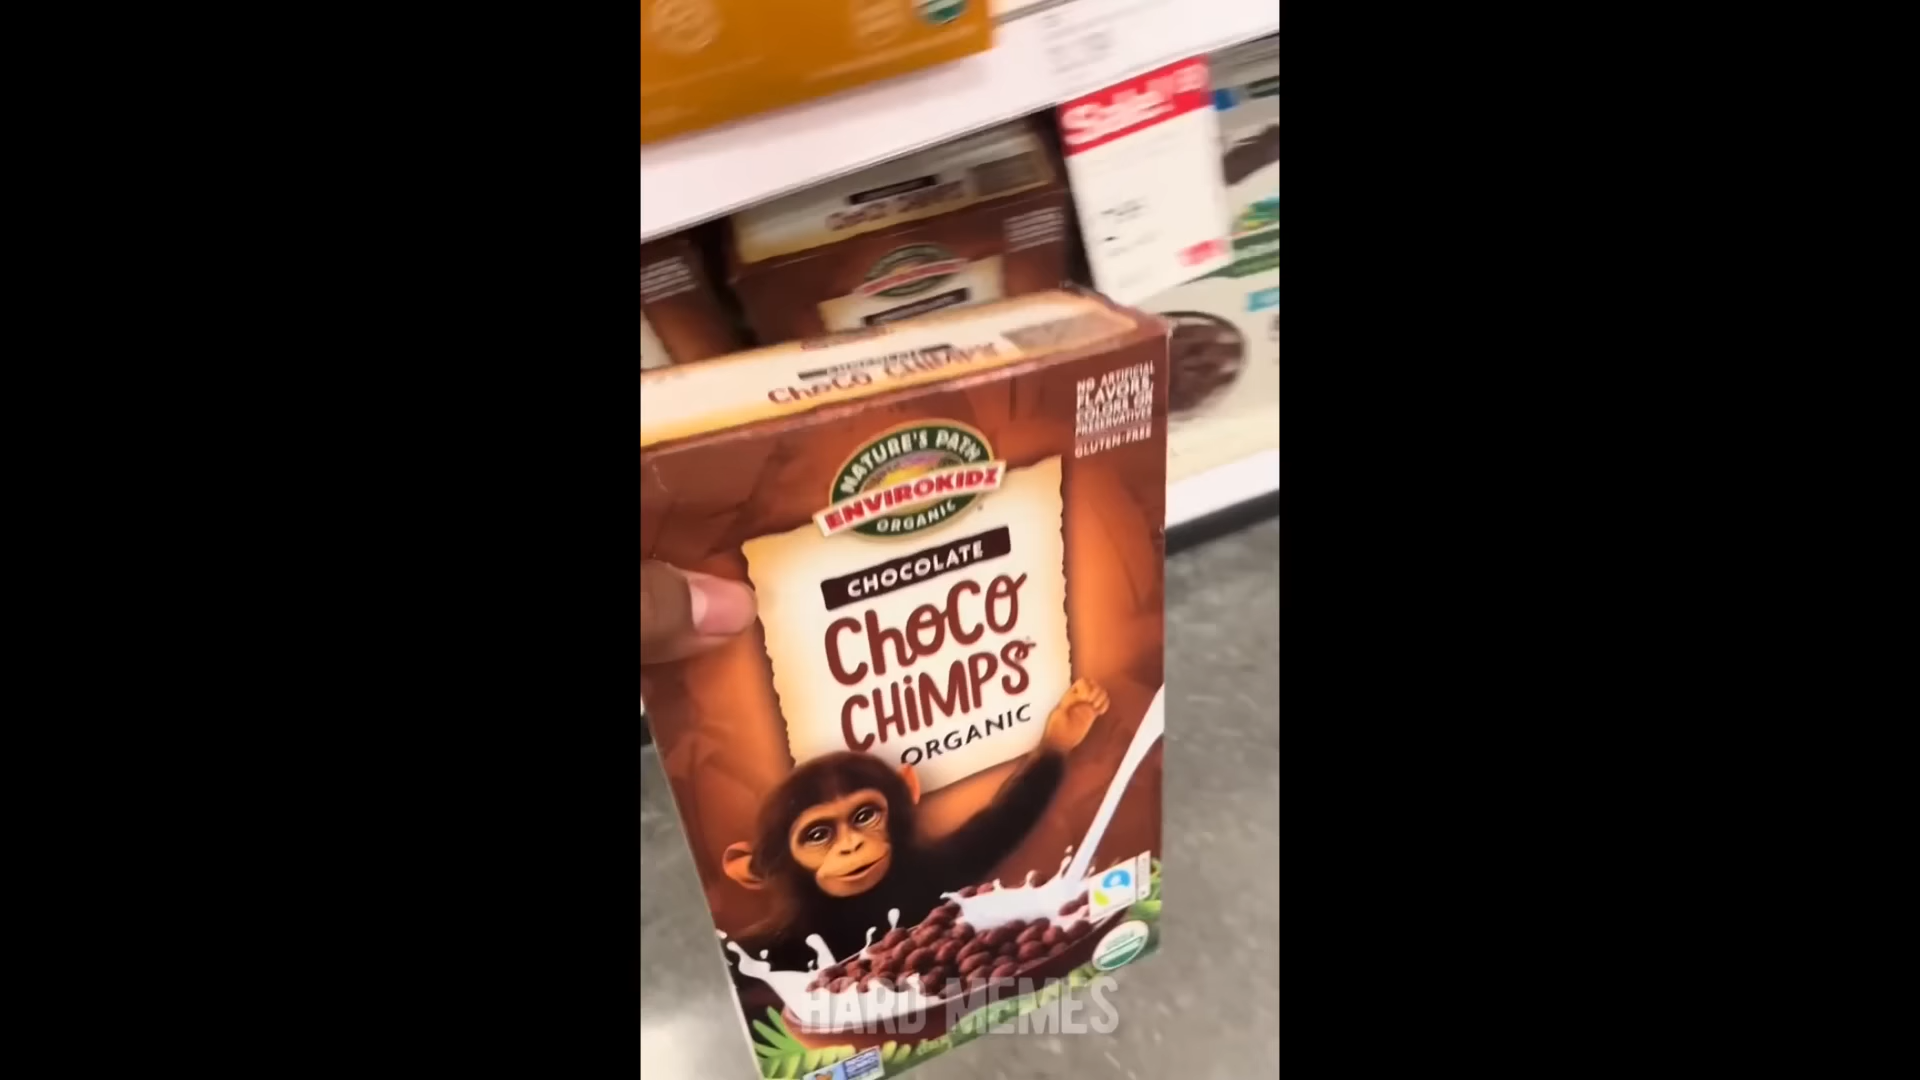 Sale!
CHOCO CHIMPS
NO ARTIFICIAL
FLAVORS,
COLORS OR
PRESERVATIVES
GLUTEN-FREE
NATURE'S PATH
ENVIROKIDZ
ORGANIC
CHOCOLATE
CHOCO
CHiMPS
ORGANIC
HARD MEMES